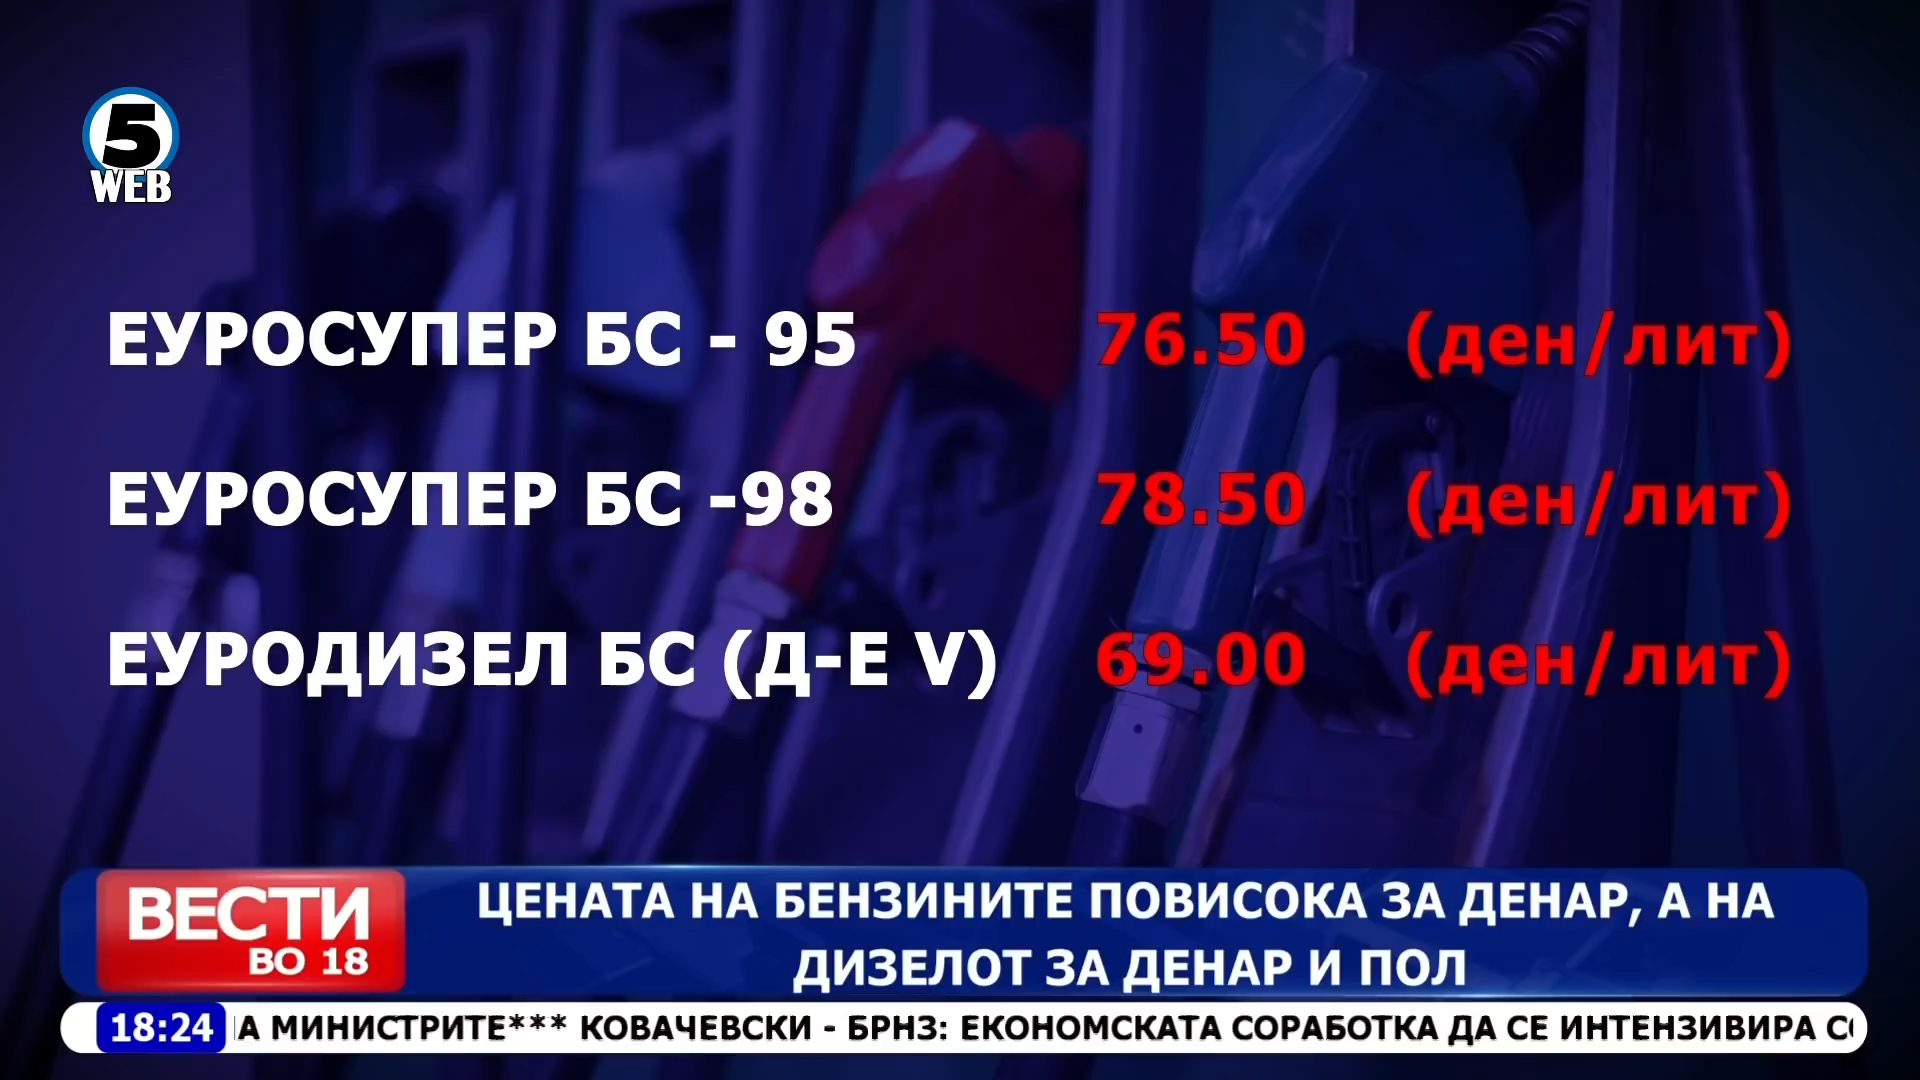 5
WEB
ЕУРОСУПЕР БС - 95 76.50 (ден/лит)
ЕУРОСУПЕР БС -98 78.50 (ден/лит)
ЕУРОДИЗЕЛ БС (Д-Е V) 69.00 (ден/лит)
ВЕСТИ
ВО 18
ЦЕНАТА НА БЕНЗИНИТЕ ПОВИСОКА ЗА ДЕНАР, А НА
ДИЗЕЛОТ ЗА ДЕНАР И ПОЛ
18:24 А МИНИСТРИТЕ*** КОВАЧЕВСКИ - БРНЗ: ЕКОНОМСКАТА СОРАБОТКА ДА СЕ ИНТЕНЗИВИРА